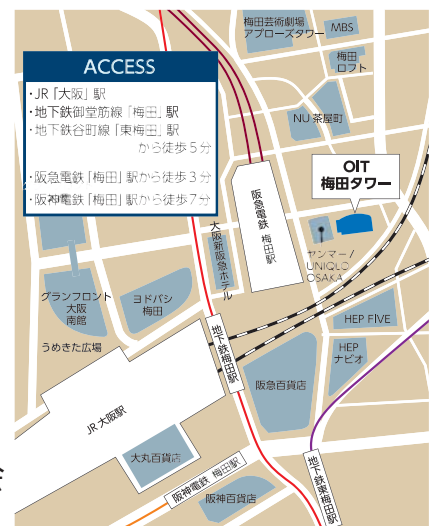 ACCESS
・JR「大阪」駅
・地下鉄御堂筋線「梅田」駅
・地下鉄谷町線「東梅田」駅
から徒歩5分
・阪急電鉄「梅田」駅から徒歩3分
・阪神電鉄「梅田」駅から徒歩7分
梅田芸術劇場
アプローズタワー
MBS
梅田
ロフト
NU 茶屋町
OIT
梅田タワー
阪急電鉄 梅田駅
ヤンマー/
UNIQLO
OSAKA
大阪新阪急ホテル
グランフロント
大阪
南館
ヨドバシ
梅田
うめきた広場
地下鉄梅田駅
HEP FIVE
HEP
ナビオ
阪急百貨店
JR 大阪駅
大丸百貨店
阪神電鉄 梅田駅
阪神百貨店
地下鉄東梅田駅